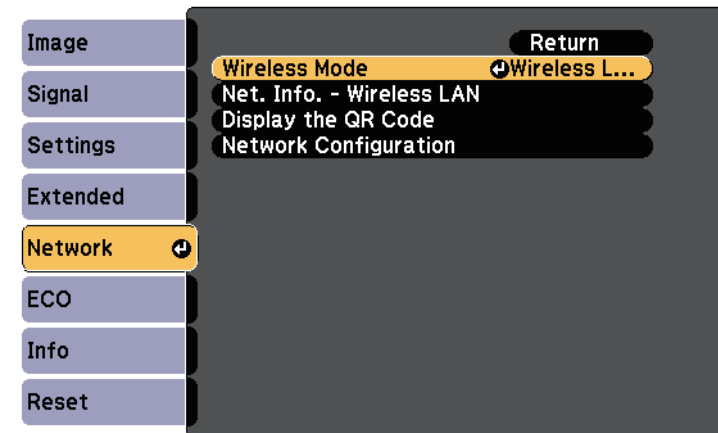 Image
Signal
Settings
Extended
Network
ECO
Info
Reset
Return
Wireless Mode Wireless L...
Net. Info. - Wireless LAN
Display the QR Code
Network Configuration